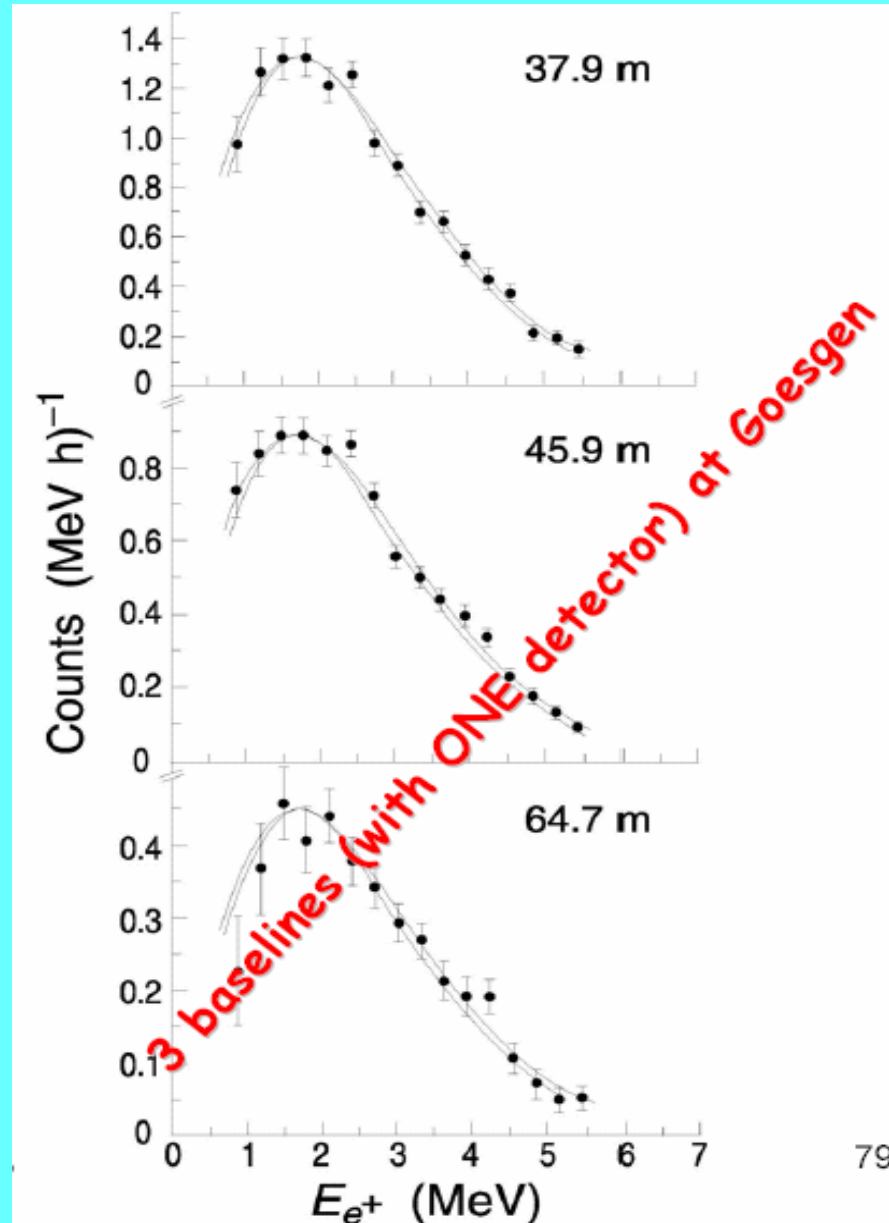 1.4
1.2
1.0
0.8
0.6
0.4
0.2
0
37.9 m
0.8
0.6
0.4
0.2
0
45.9 m
0.4
0.3
0.2
0.1
0
64.7 m
Counts (MeV h)⁻¹
0 1 2 3 4 5 6 7
Eₑ+ (MeV)
3 baselines (with ONE detector) at Goesgen
79